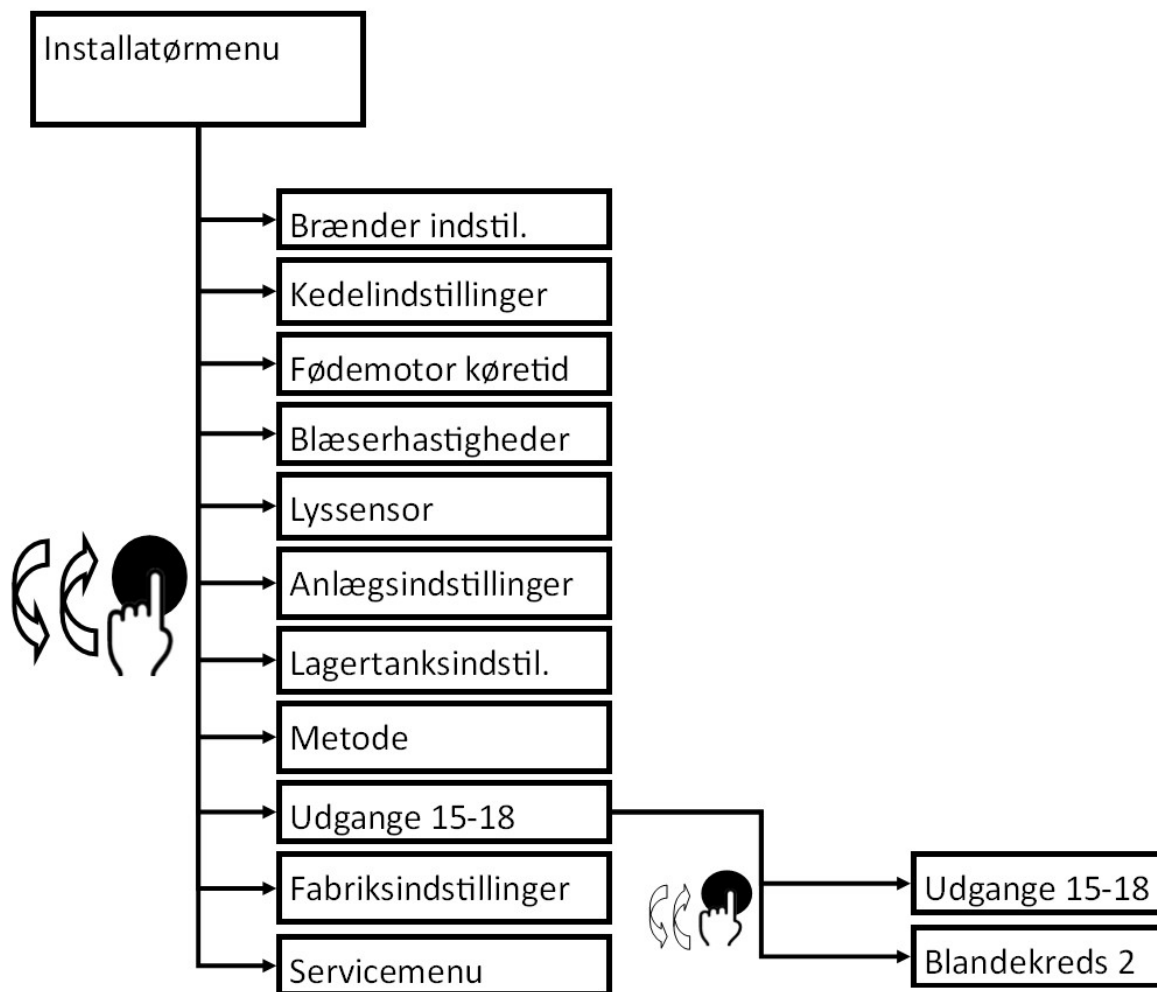 Installatørmenu
Brænder indstil.
Kedelindstillinger
Fødemotor køretid
Blæserhastigheder
Lyssensor
Anlægsindstillinger
Lagertanksindstil.
Metode
Udgange 15-18
Fabriksindstillinger
Servicemenu
Udgange 15-18
Blandekreds 2